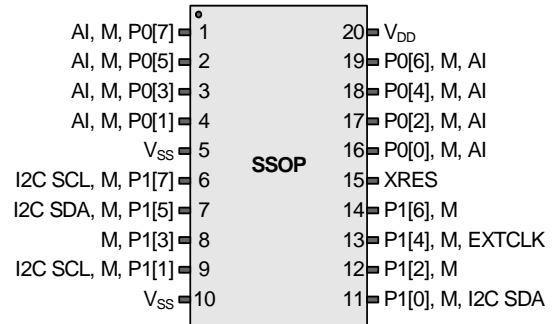 AI, M, P0[7] 1 20 VDD
AI, M, P0[5] 2 19 P0[6], M, AI
AI, M, P0[3] 3 18 P0[4], M, AI
AI, M, P0[1] 4 17 P0[2], M, AI
VSS 5 16 P0[0], M, AI
SSOP
I2C SCL, M, P1[7] 6 15 XRES
I2C SDA, M, P1[5] 7 14 P1[6], M
M, P1[3] 8 13 P1[4], M, EXTCLK
I2C SCL, M, P1[1] 9 12 P1[2], M
VSS 10 11 P1[0], M, I2C SDA